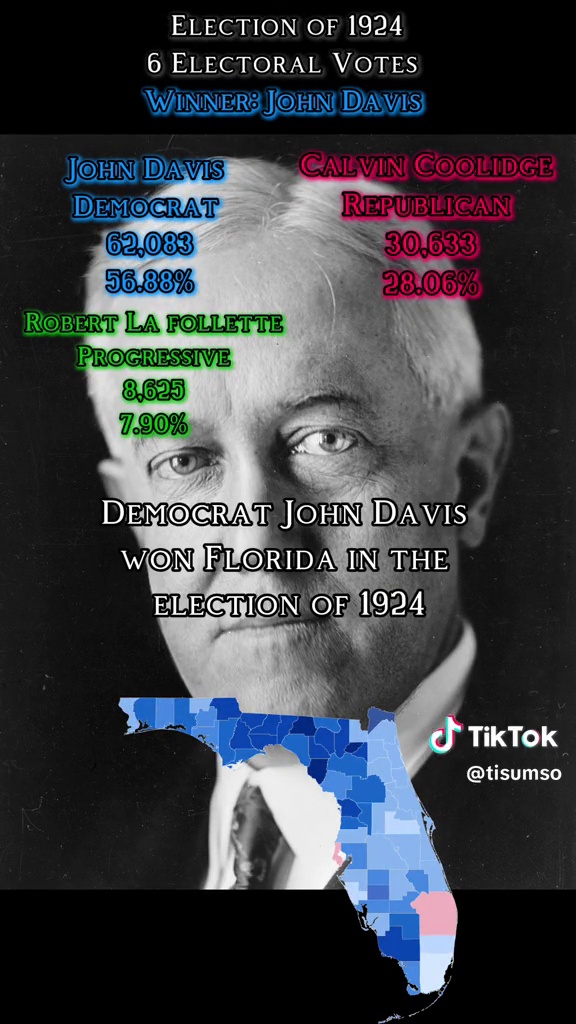 Election of 1924
6 Electoral Votes
Winner: John Davis
John Davis
Democrat
62,083
56.88%
Calvin Coolidge
Republican
30,633
28.06%
Robert La follette
Progressive
8,625
7.90%
Democrat John Davis
won Florida in the
election of 1924
TikTok
@tisumso